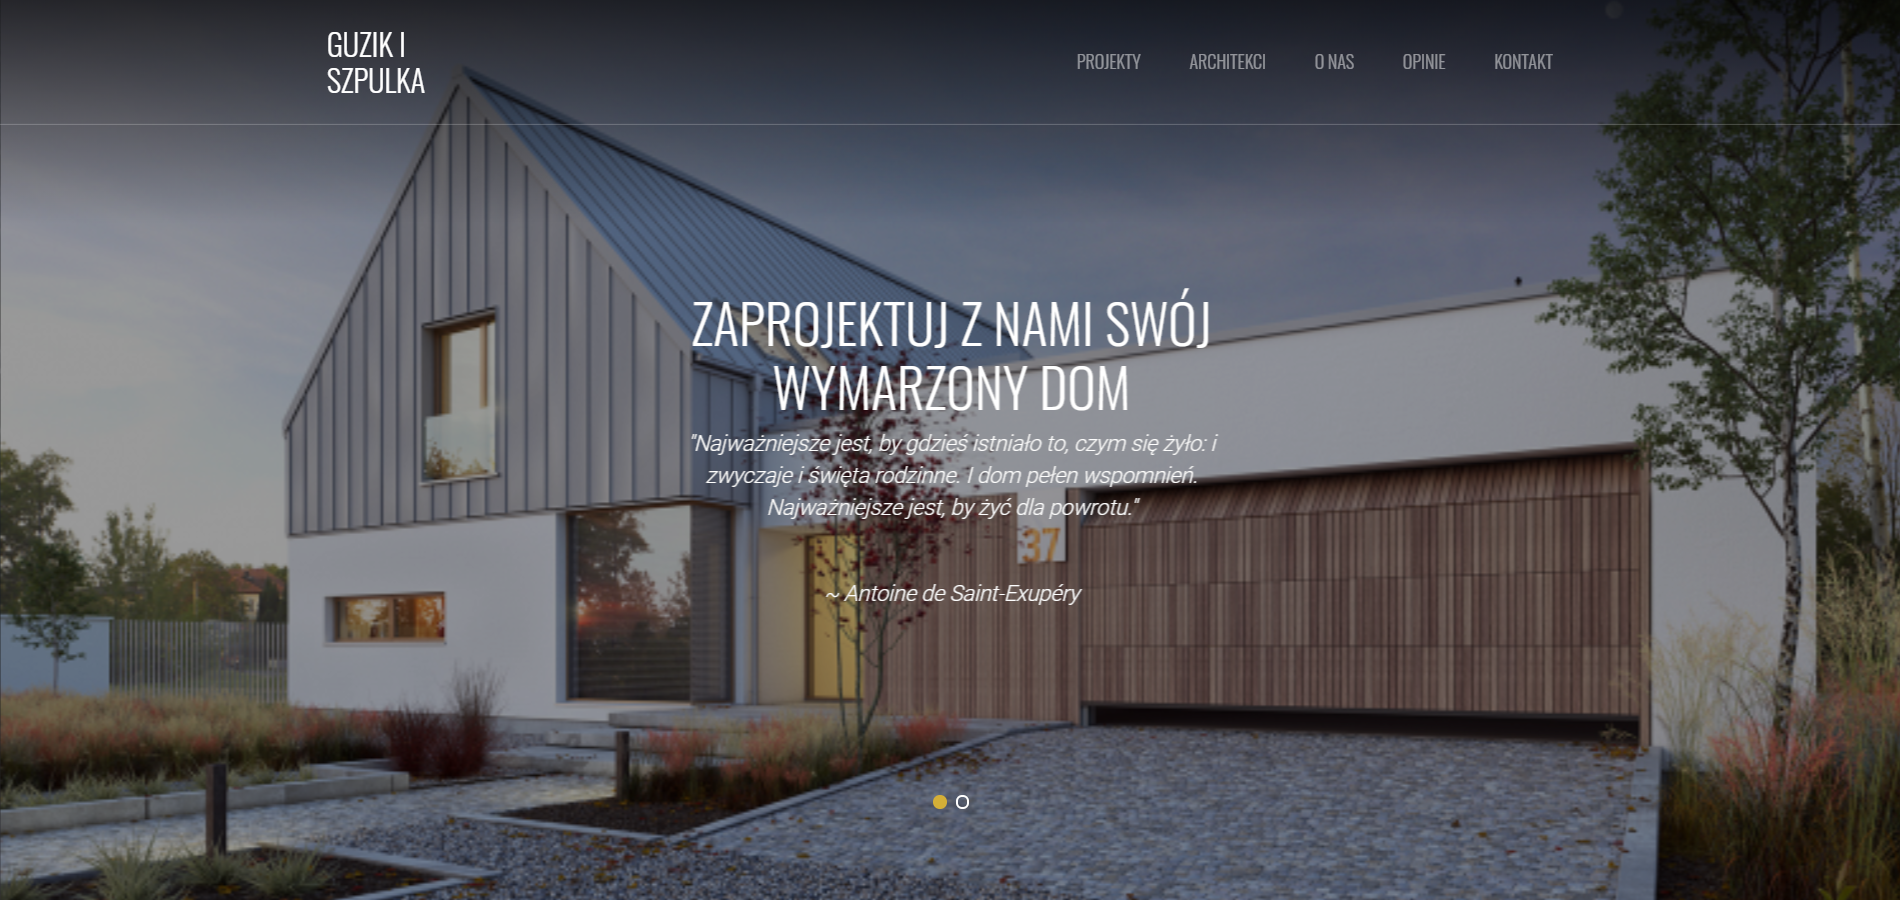 GUZIK I
SZPULKA
PROJEKTY ARCHITEKCI O NAS OPINIE KONTAKT
ZAPROJEKTUJ Z NAMI SWÓJ
WYMARZONY DOM
"Najważniejsze jest, by gdzieś istniało to, czym się żyło: i
zwyczaje i święta rodzinne. I dom pełen wspomnień.
Najważniejsze jest, by żyć dla powrotu."
37
~ Antoine de Saint-Exupéry